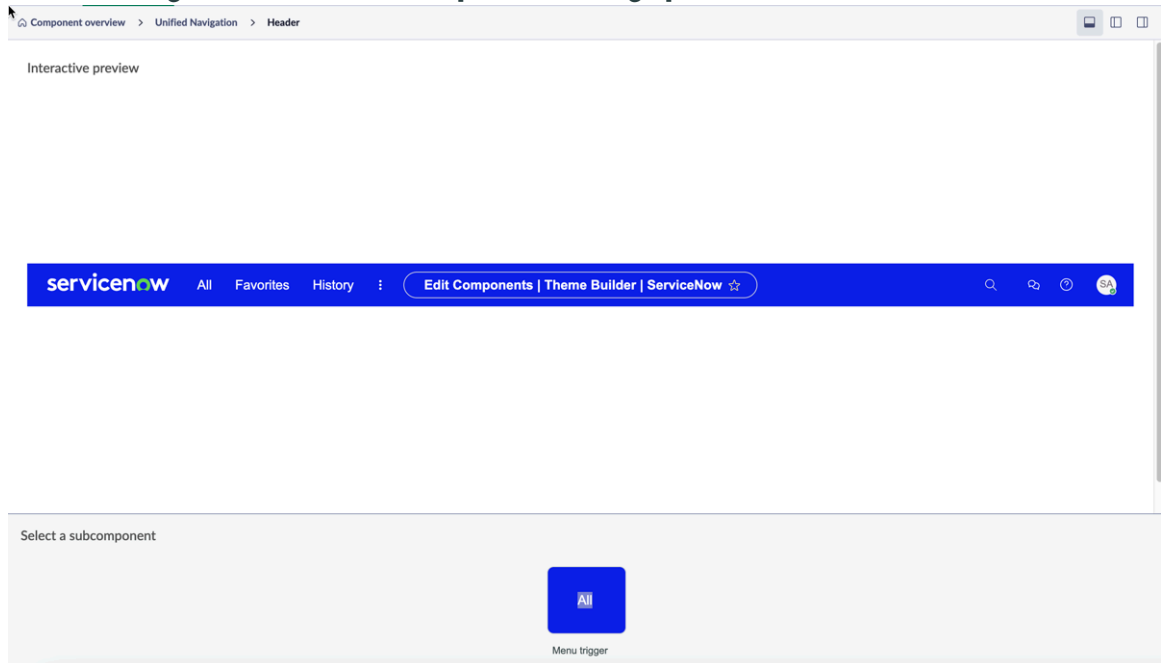 Component overview > Unified Navigation > Header
Interactive preview
servicenow All Favorites History Edit Components | Theme Builder | ServiceNow SA
Select a subcomponent
All
Menu trigger